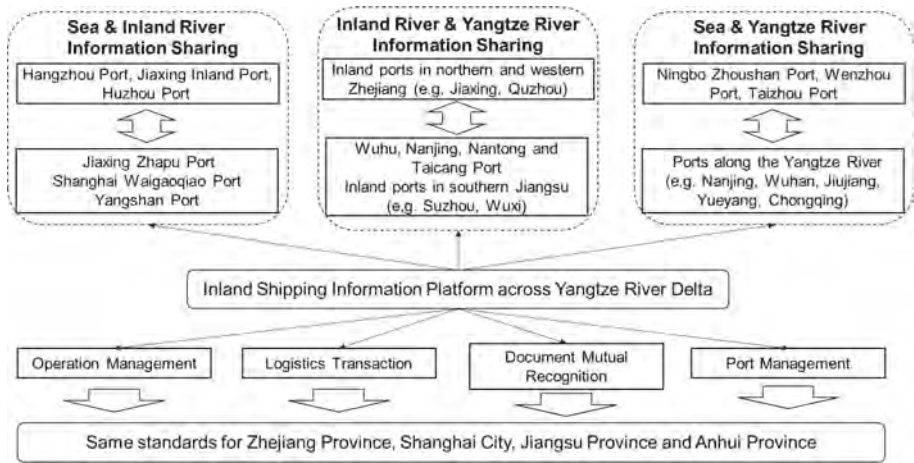 Sea & Inland River
Information Sharing
Hangzhou Port, Jiaxing Inland Port,
Huzhou Port
Jiaxing Zhapu Port
Shanghai Waigaoqiao Port
Yangshan Port
Inland River & Yangtze River
Information Sharing
Inland ports in northern and western
Zhejiang (e.g. Jiaxing, Quzhou)
Wuhu, Nanjing, Nantong and
Taicang Port
Inland ports in southern Jiangsu
(e,g. Suzhou, Wuxi)
Sea & Yangtze River
Information Sharing
Ningbo Zhoushan Port, Wenzhou
Port, Taizhou Port
Ports along the Yangtze River
(e.g. Nanjing, Wuhan, Jiujiang,
Yueyang, Chongqing)
Inland Shipping Information Platform across Yangtze River Delta
Operation Management
Logistics Transaction
Document Mutual
Recognition
Port Management
Same standards for Zhejiang Province, Shanghai City, Jiangsu Province and Anhui Province